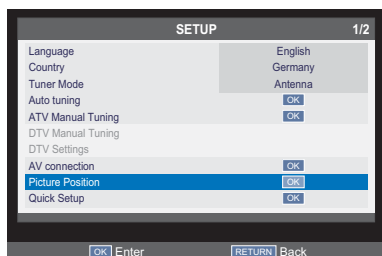 SETUP 1/2
Language English
Country Germany
Tuner Mode Antenna
Auto tuning OK
ATV Manual Tuning OK
DTV Manual Tuning
DTV Settings
AV connection OK
Picture Position OK
Quick Setup OK
OK Enter RETURN Back